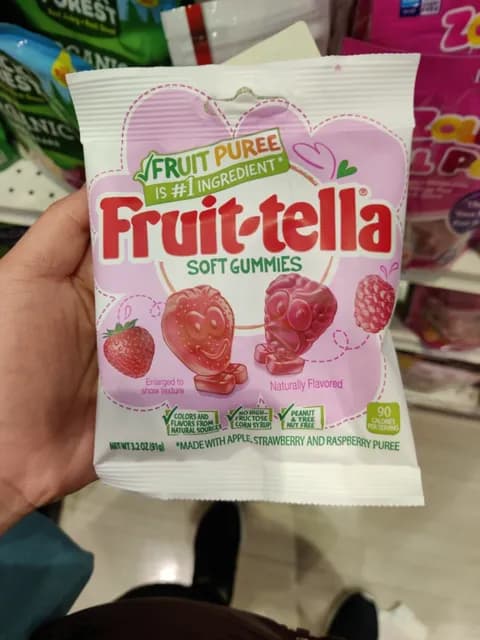 FOREST
ORGANIC
FRUIT PUREE
IS #1 INGREDIENT*
Fruit-tella®
SOFT GUMMIES
Enlarged to
show texture
Naturally Flavored
COLORS AND
FLAVORS FROM
NATURAL SOURCES
NO HIGH
FRUCTOSE
CORN SYRUP
PEANUT
& TREE
NUT FREE
90
CALORIES
PER SERVING
NET WT 3.2 OZ (91g)
*MADE WITH APPLE, STRAWBERRY AND RASPBERRY PUREE